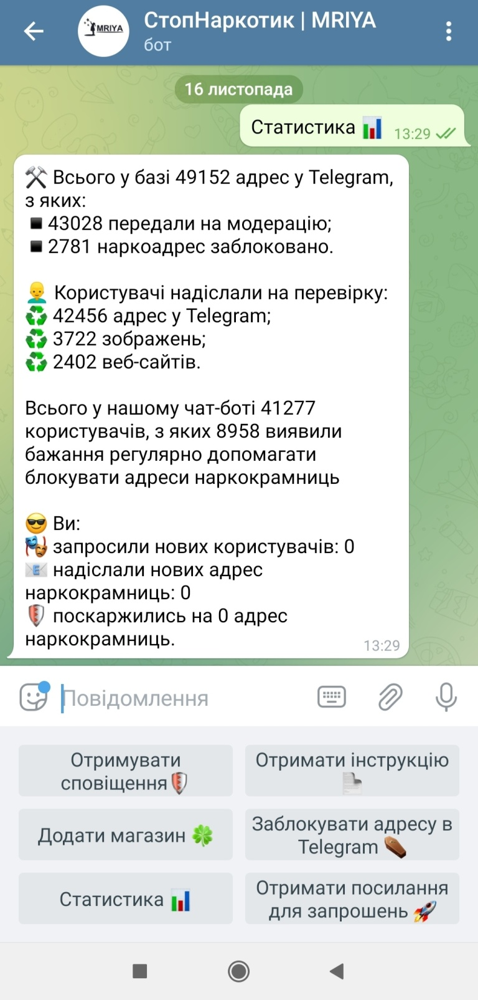 СтопНаркотик | MRIYA
MRIYA
бот
16 листопада
Статистика 📊 13:29
⚒ Всього у базі 49152 адрес у Telegram,
з яких:
▪️43028 передали на модерацію;
▪️2781 наркоадрес заблоковано.
👱‍♂️ Користувачі надіслали на перевірку:
♻️ 42456 адрес у Telegram;
♻️ 3722 зображень;
♻️ 2402 веб-сайтів.
Всього у нашому чат-боті 41277
користувачів, з яких 8958 виявили
бажання регулярно допомагати
блокувати адреси наркокрамниць
😎 Ви:
🎭 запросили нових користувачів: 0
📧 надіслали нових адрес
наркокрамниць: 0
🛡 поскаржились на 0 адрес
наркокрамниць.
13:29
Повідомлення
Отримувати
сповіщення🛡
Отримати інструкцію
📄
Додати магазин 🍀
Заблокувати адресу в
Telegram ⚰️
Статистика 📊
Отримати посилання
для запрошень 🚀